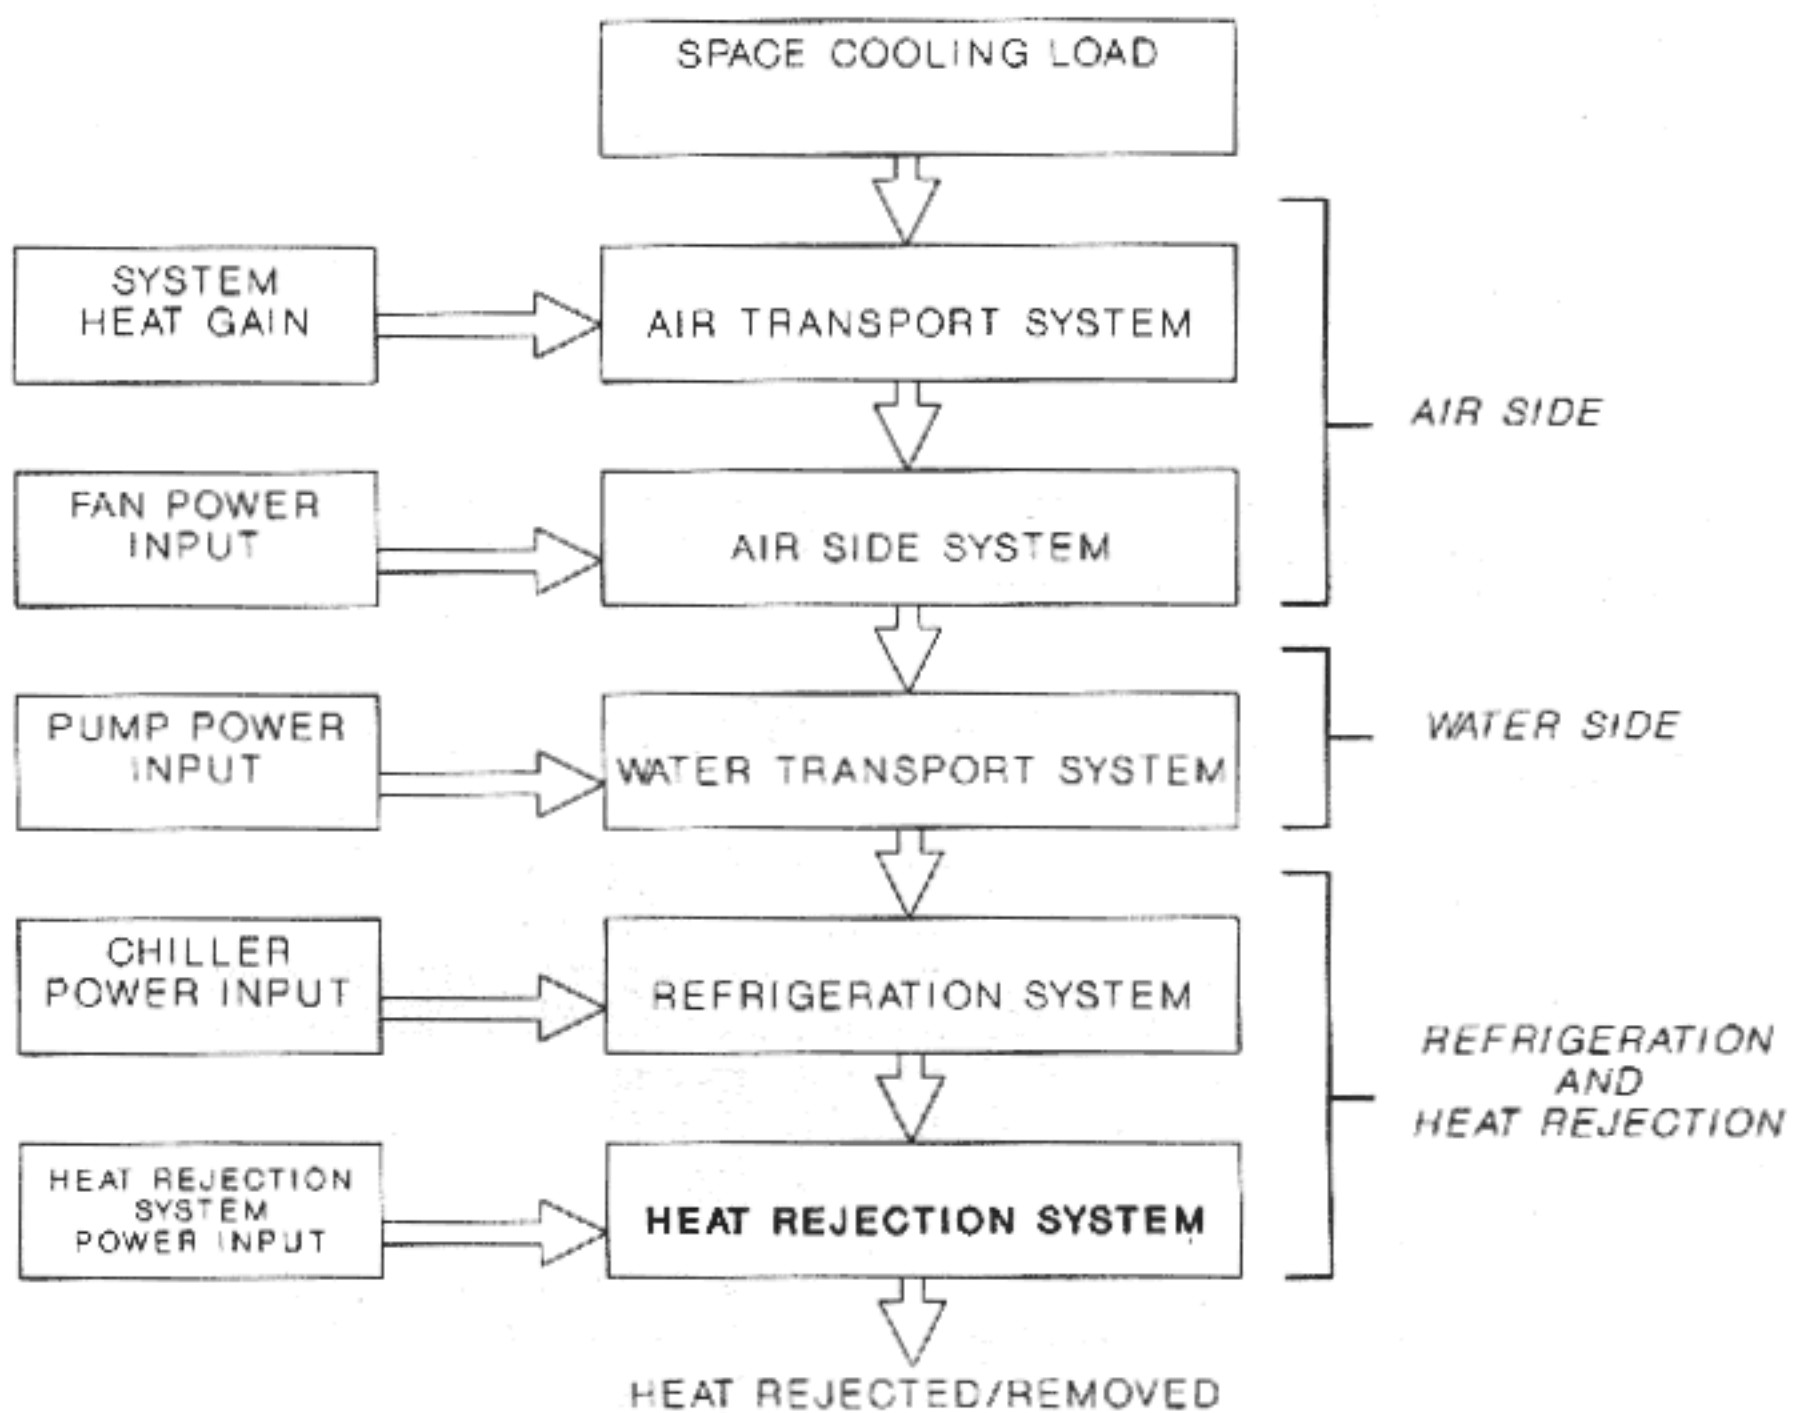 SPACE COOLING LOAD
SYSTEM
HEAT GAIN
AIR TRANSPORT SYSTEM
AIR SIDE
FAN POWER
INPUT
AIR SIDE SYSTEM
PUMP POWER
INPUT
WATER TRANSPORT SYSTEM
WATER SIDE
CHILLER
POWER INPUT
REFRIGERATION SYSTEM
REFRIGERATION
AND
HEAT REJECTION
HEAT REJECTION
SYSTEM
POWER INPUT
HEAT REJECTION SYSTEM
HEAT REJECTED/REMOVED